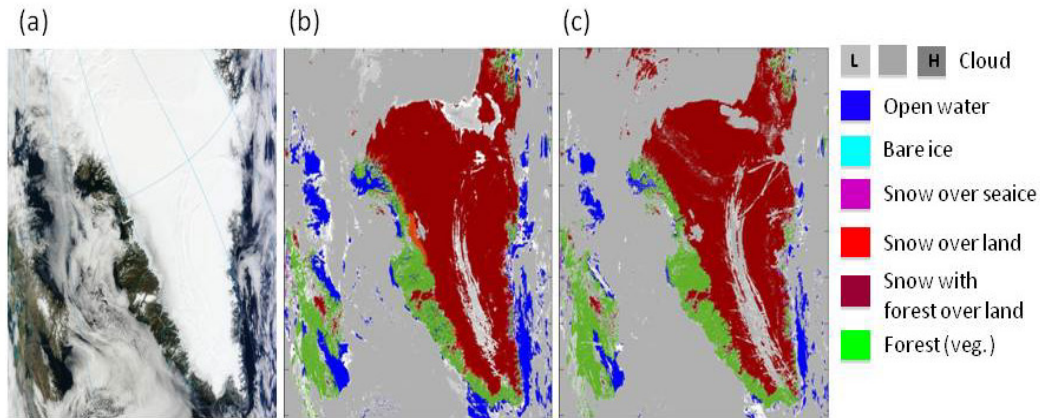 (a)
(b)
(c)
L
H
Cloud
Open water
Bare ice
Snow over seaice
Snow over land
Snow with
forest over land
Forest (veg.)